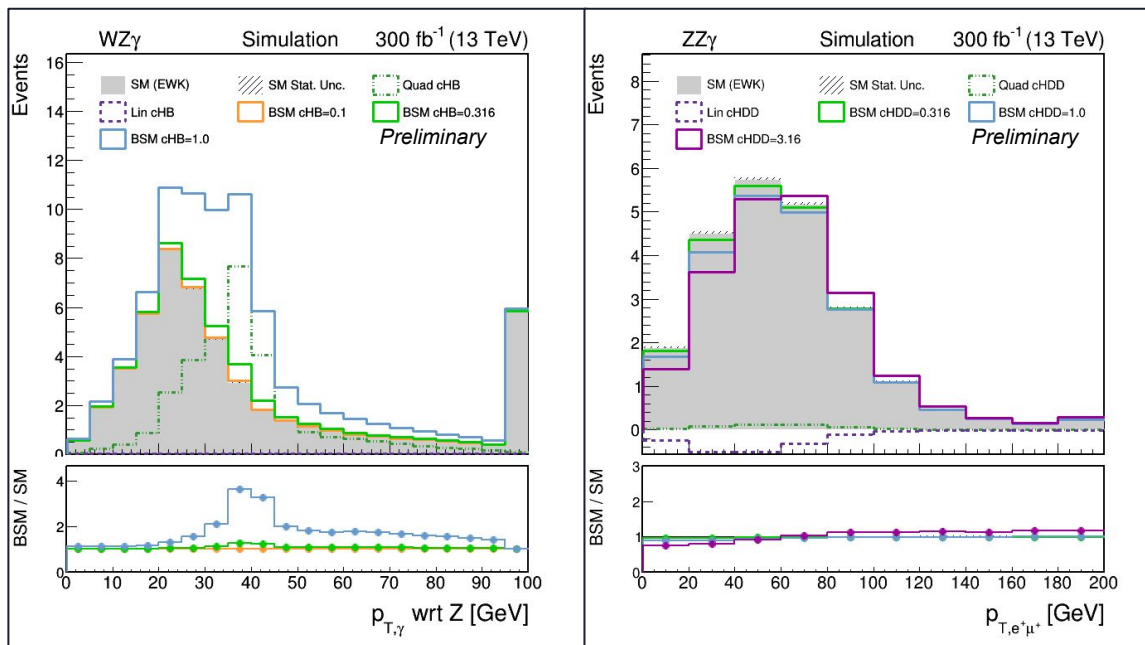 WZγ Simulation 300 fb⁻¹ (13 TeV)
Events
16
14
12
10
8
6
4
2
0
SM (EWK) SM Stat. Unc. Quad cHB
Lin cHB BSM cHB=0.1 BSM cHB=0.316
BSM cHB=1.0 Preliminary
BSM / SM
4
2
0
0 10 20 30 40 50 60 70 80 90 100
p_T,γ wrt Z [GeV]
ZZγ Simulation 300 fb⁻¹ (13 TeV)
Events
8
7
6
5
4
3
2
1
0
SM (EWK) SM Stat. Unc. Quad cHDD
Lin cHDD BSM cHDD=0.316 BSM cHDD=1.0
BSM cHDD=3.16 Preliminary
BSM / SM
3
2
1
0
0 20 40 60 80 100 120 140 160 180 200
p_T,e⁺μ⁺ [GeV]